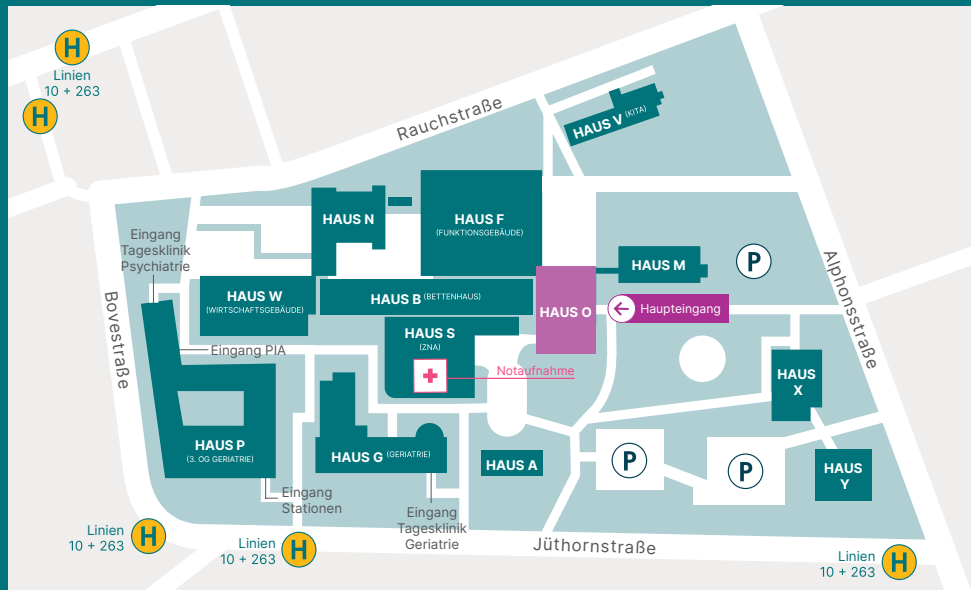 H
Linien
10 + 263
H
Rauchstraße
HAUS V (KITA)
HAUS N
HAUS F
(FUNKTIONSGEBÄUDE)
Eingang
Tagesklinik
Psychiatrie
HAUS M
P
Alphonsstraße
Bovestraße
HAUS W
(WIRTSCHAFTSGEBÄUDE)
HAUS B (BETTENHAUS)
HAUS O
Haupteingang
HAUS S
(ZNA)
Eingang PIA
Notaufnahme
HAUS
X
HAUS P
(3. OG GERIATRIE)
HAUS G (GERIATRIE)
HAUS A
P
P
HAUS
Y
Eingang
Stationen
Eingang
Tagesklinik
Geriatrie
Linien
10 + 263
H
Linien
10 + 263
H
Jüthornstraße
Linien
10 + 263
H